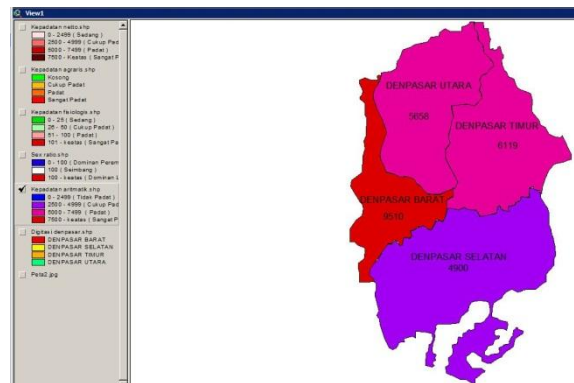 View1
Kepadatan netto.shp
0 - 2499 ( Sedang )
2500 - 4999 ( Cukup Pad
5000 - 7499 ( Padat )
7500 - Keatas ( Sangat P
Kepadatan agraris.shp
Kosong
Cukup Padat
Padat
Sangat Padat
Kepadatan fisiologis.shp
0 - 25 ( Sedang )
26 - 50 ( Cukup Padat )
51 - 100 ( Padat )
101 - keatas ( Sangat P
Sex ratio.shp
0 - 100 ( Dominan Perem
100 ( Seimbang )
100 - keatas ( Dominan L
Kepadatan aritmatik.shp
0 - 2499 ( Tidak Padat )
2500 - 4999 ( Cukup Pad
5000 - 7499 ( Padat )
7500 - keatas ( Sangat P
Digitasi denpasar.shp
DENPASAR BARAT
DENPASAR SELATAN
DENPASAR TIMUR
DENPASAR UTARA
Peta2.jpg
DENPASAR UTARA
5656
DENPASAR TIMUR
6119
DENPASAR BARAT
9510
DENPASAR SELATAN
4900